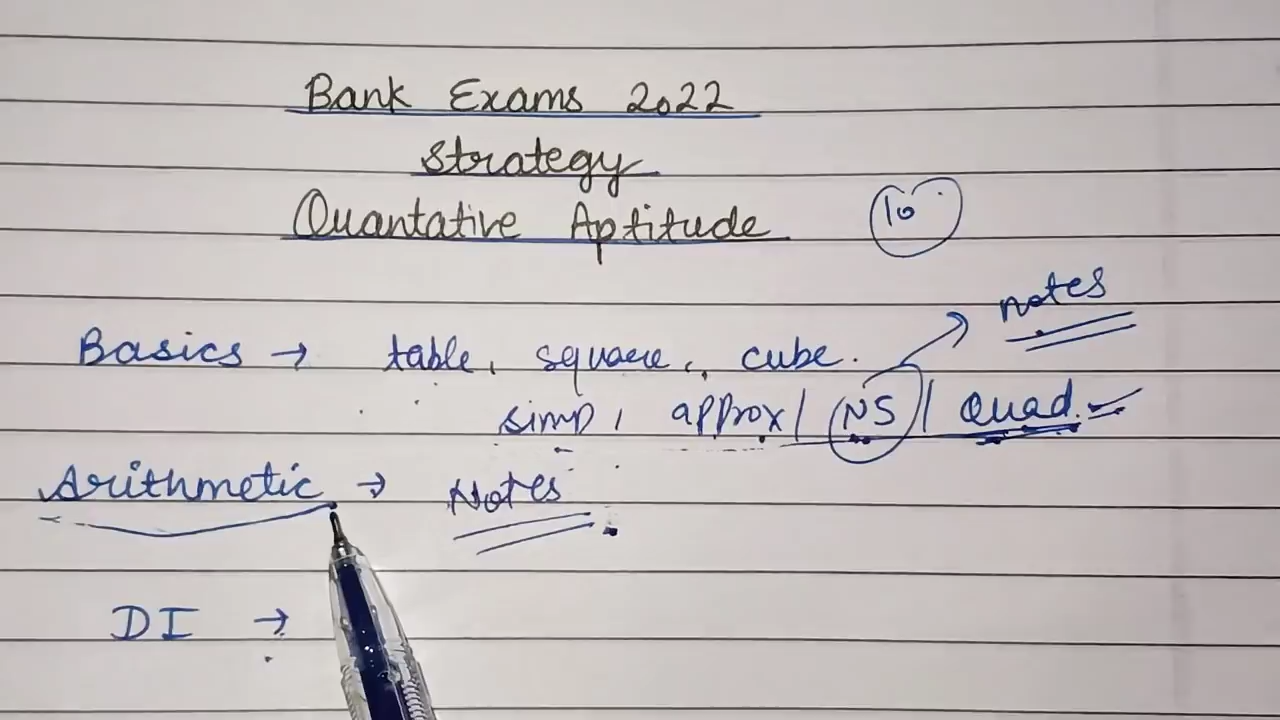 Bank Exams 2022
Strategy
Quantative Aptitude 10
notes
Basics → table, square, cube.
simp, approx / NS / Quad.
Arithmetic → Notes
DI →